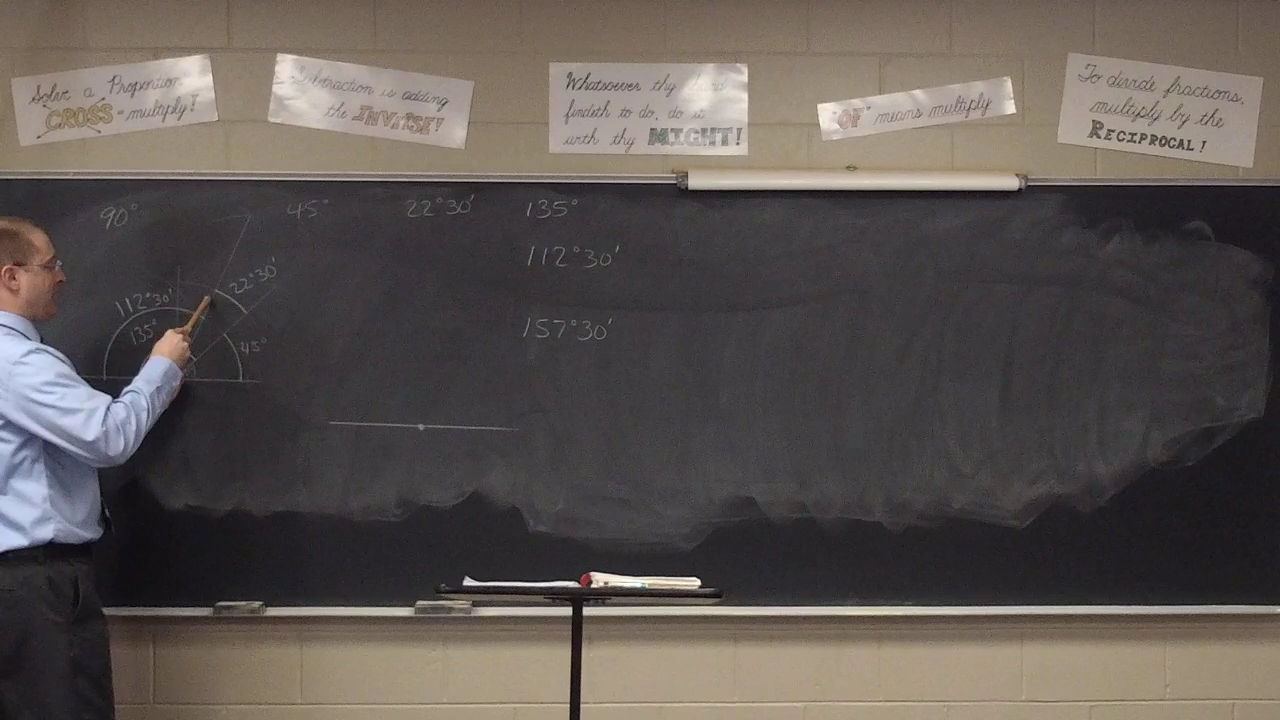 Solve a Proportion
CROSS-multiply!
Subtraction is adding
the INVERSE!
Whatsoever thy hand
findeth to do, do it
with thy MIGHT!
"OF" means multiply
To divide fractions,
multiply by the
RECIPROCAL!
90°
45°
22°30'
135°
112°30'
157°30'
112°30'
22°30'
135°
45°